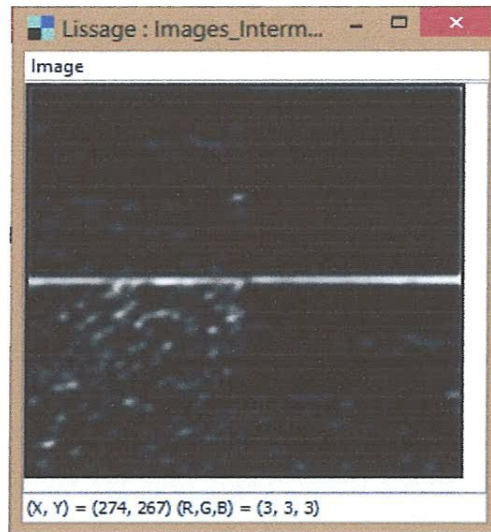 Lissage : Images_Interm...
Image
(X, Y) = (274, 267) (R,G,B) = (3, 3, 3)